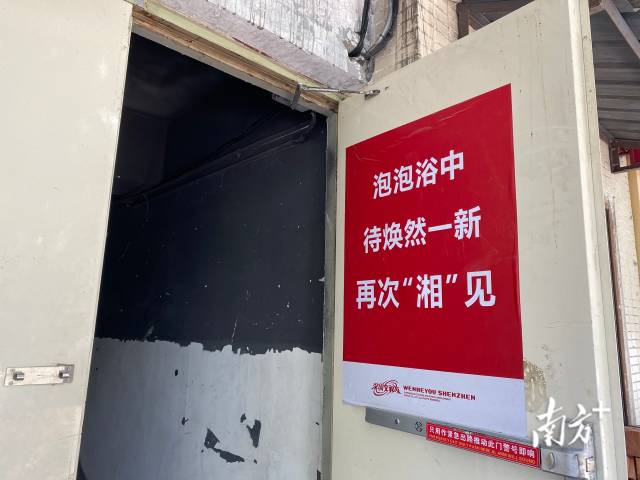 泡泡浴中
待焕然一新
再次“湘”见
WENHEYOU SHENZHEN
只用作紧急出路推动此门警号即响
南方+